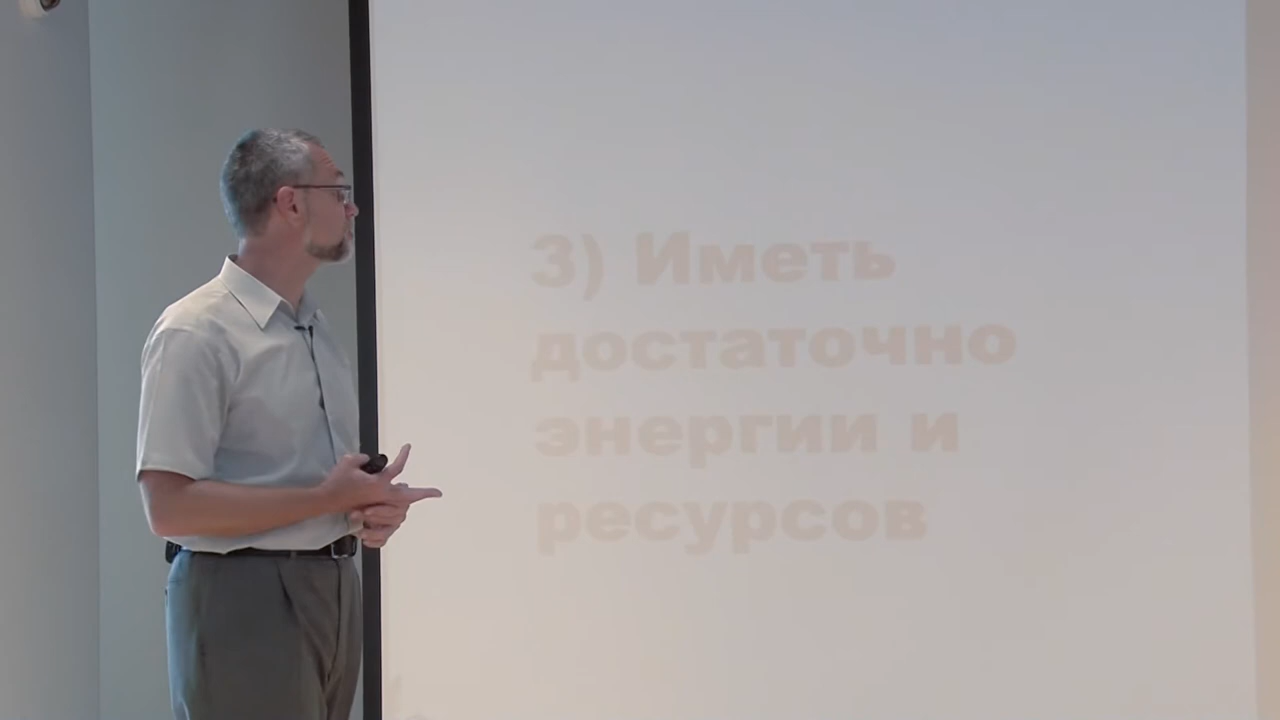 3) Иметь
достаточно
энергии и
ресурсов